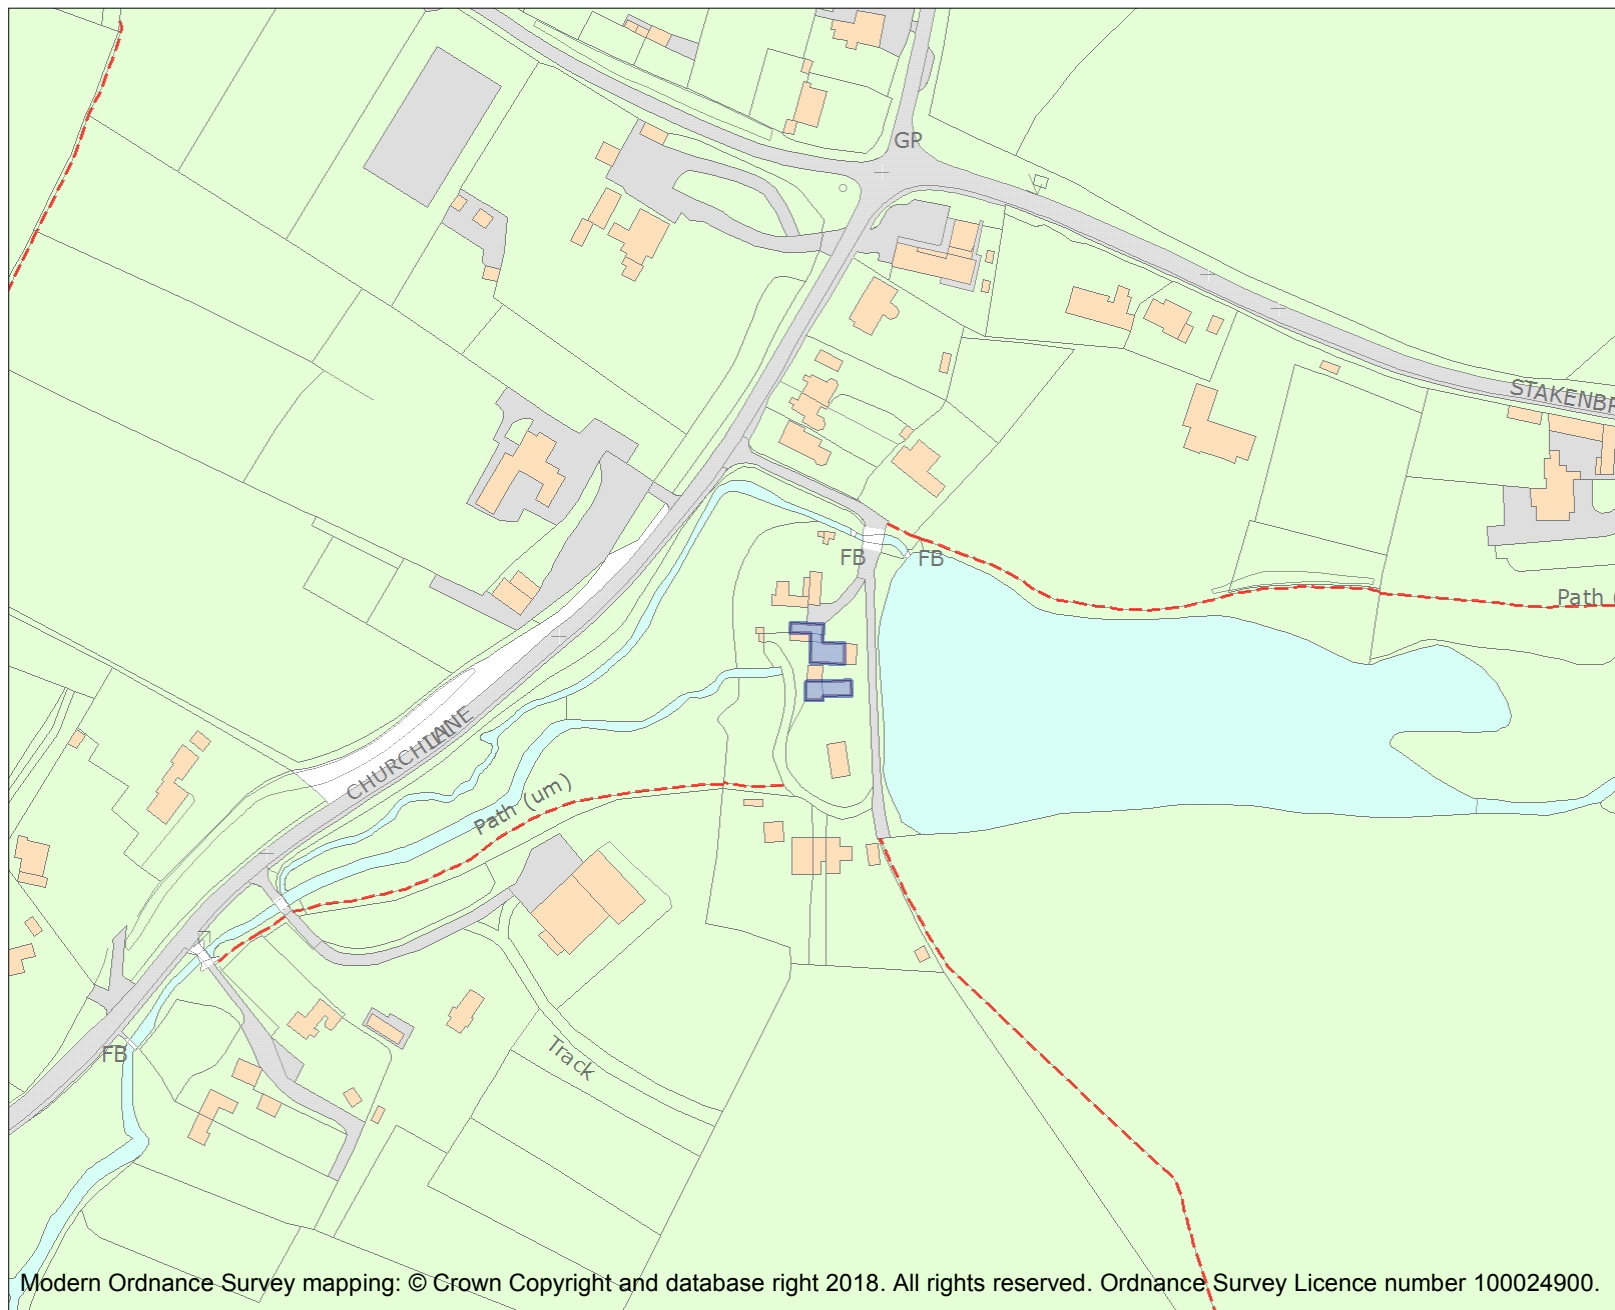 GP
STAKENBR
FB
FB
Path (
CHURCHILL
LANE
Path (um)
FB
Track
Modern Ordnance Survey mapping: © Crown Copyright and database right 2018. All rights reserved. Ordnance Survey Licence number 100024900.